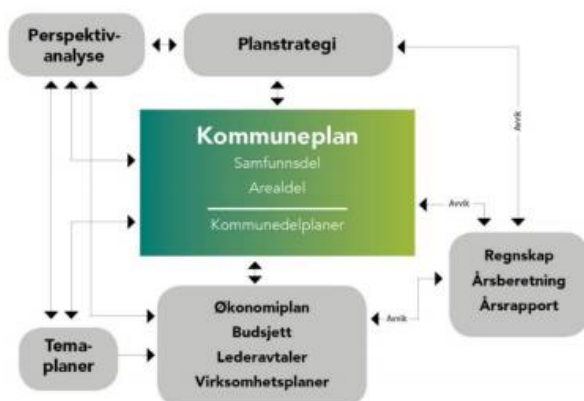 Perspektiv-
analyse
Planstrategi
Kommuneplan
Samfunnsdel
Arealdel
Kommunedelplaner
Avvik
Avvik
Regnskap
Årsberetning
Årsrapport
Økonomiplan
Budsjett
Lederavtaler
Virksomhetsplaner
Avvik
Tema-
planer